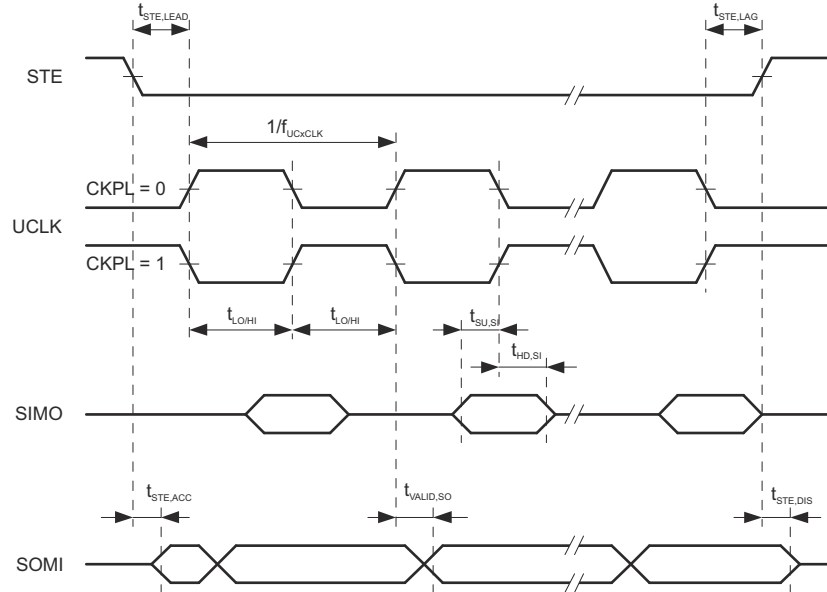 tSTE,LEAD
tSTE,LAG
STE
1/fUCxCLK
CKPL = 0
UCLK
CKPL = 1
tLO/HI
tLO/HI
tSU,SI
tHD,SI
SIMO
tSTE,ACC
tVALID,SO
tSTE,DIS
SOMI